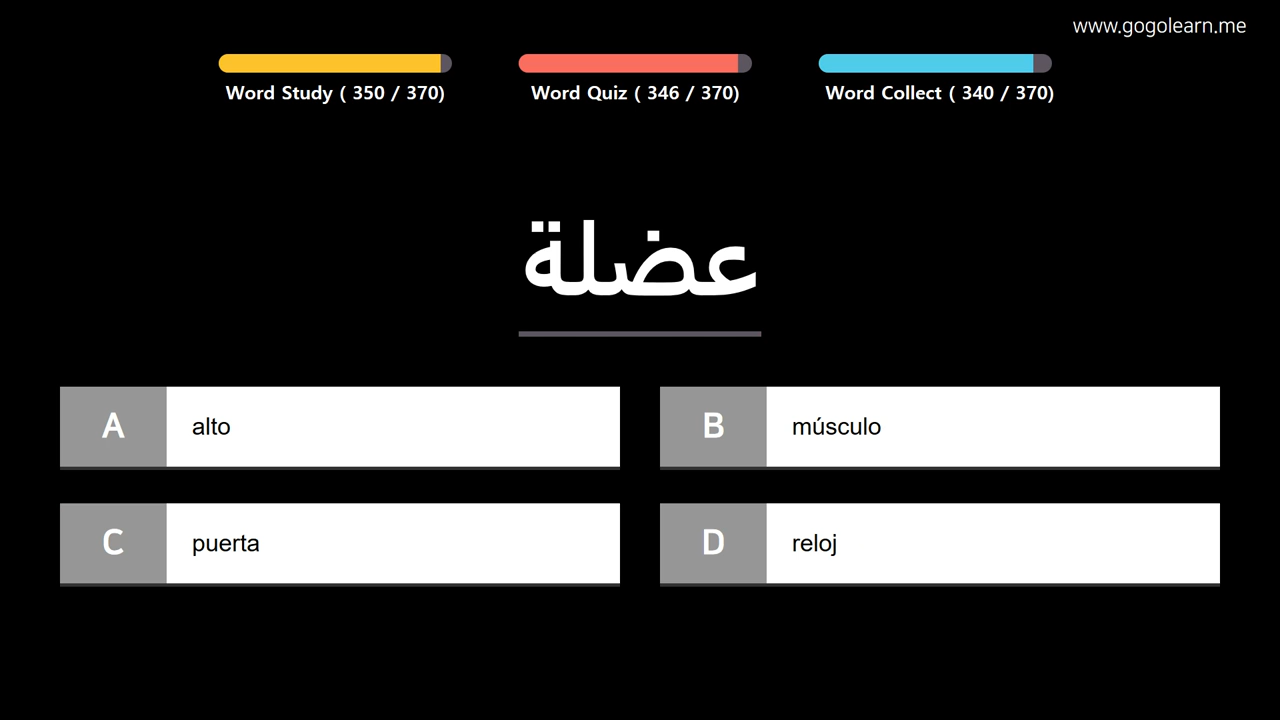 www.gogolearn.me
Word Study ( 350 / 370)
Word Quiz ( 346 / 370)
Word Collect ( 340 / 370)
عضلة
A alto
B músculo
C puerta
D reloj